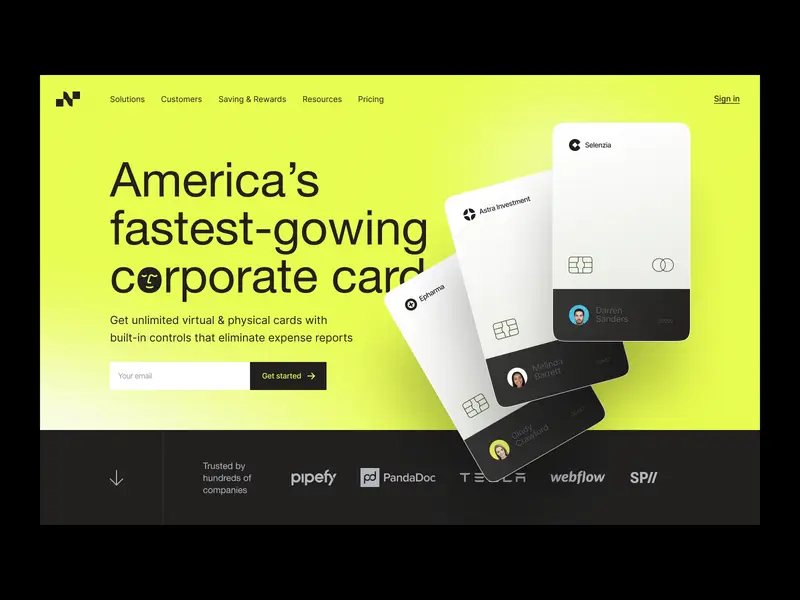 Solutions Customers Saving & Rewards Resources Pricing Sign in
America's
fastest-gowing
corporate card
Get unlimited virtual & physical cards with
built-in controls that eliminate expense reports
Your email
Get started
Selenzia
Darren
Sanders
Astra Investment
Melinda
Barrett
Epharma
Cindy
Crawford
Trusted by
hundreds of
companies
pipefy
pd PandaDoc
TESLA
webflow
SP//